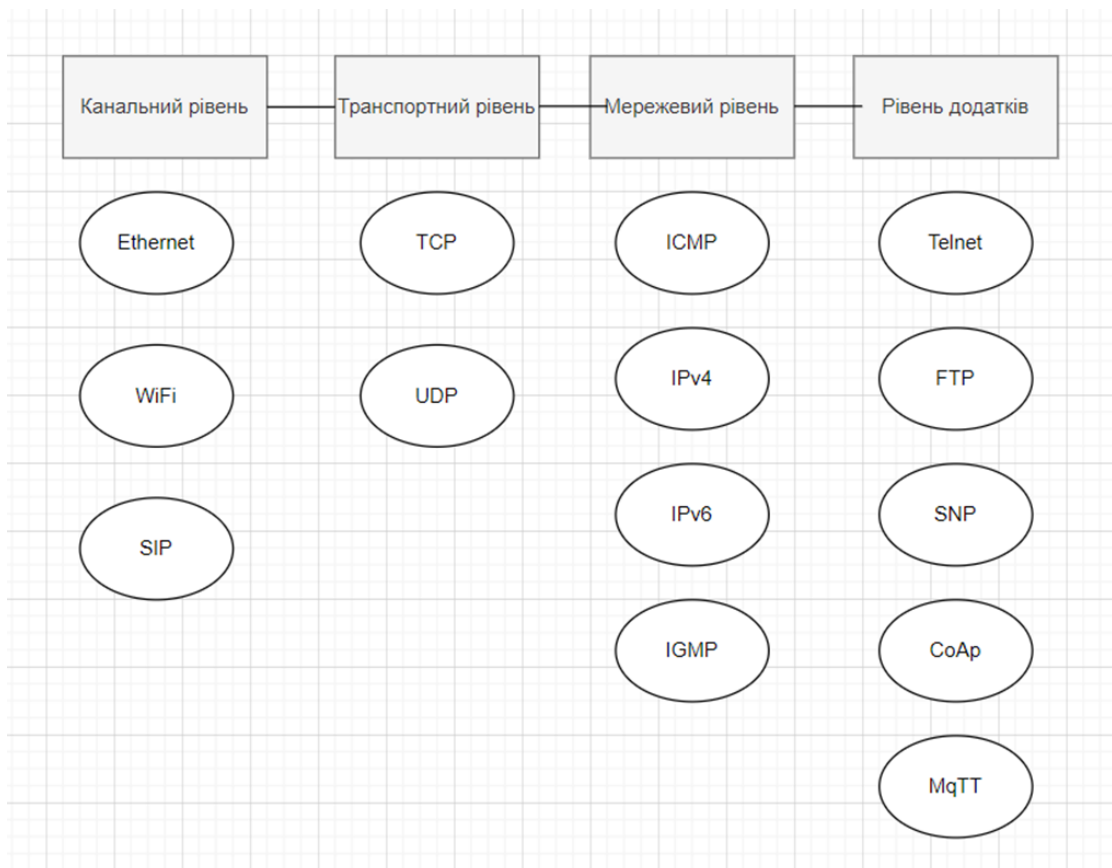 Канальний рівень
Транспортний рівень
Мережевий рівень
Рівень додатків
Ethernet
TCP
ICMP
Telnet
WiFi
UDP
IPv4
FTP
SIP
IPv6
SNP
IGMP
CoAp
MqTT